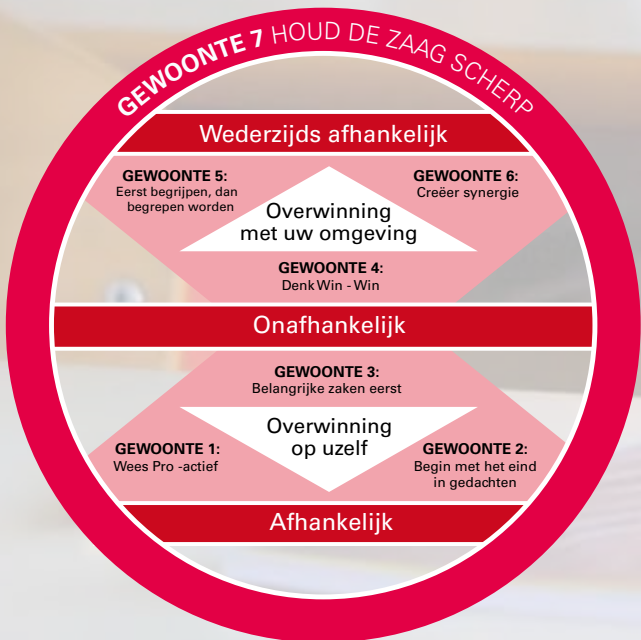 GEWOONTE 7 HOUD DE ZAAG SCHERP
Wederzijds afhankelijk
GEWOONTE 5:
Eerst begrijpen, dan
begrepen worden
GEWOONTE 6:
Creëer synergie
Overwinning
met uw omgeving
GEWOONTE 4:
Denk Win - Win
Onafhankelijk
GEWOONTE 3:
Belangrijke zaken eerst
Overwinning
op uzelf
GEWOONTE 1:
Wees Pro -actief
GEWOONTE 2:
Begin met het eind
in gedachten
Afhankelijk